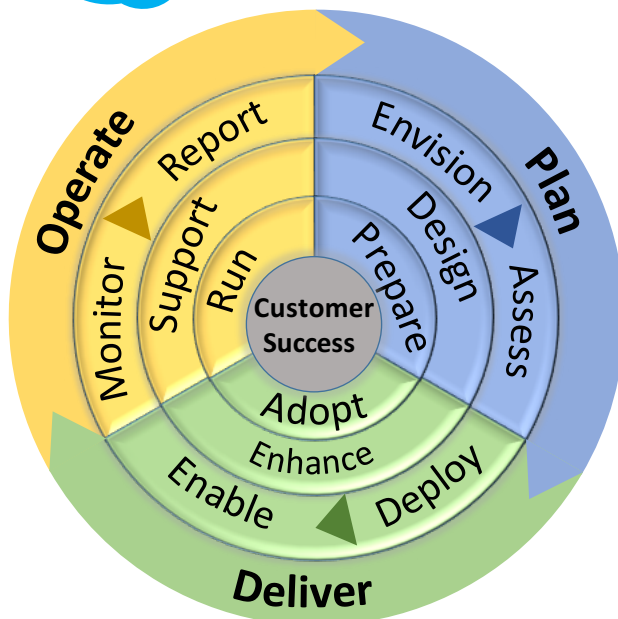 Operate
Plan
Deliver
Report
Monitor
Support
Run
Envision
Assess
Design
Prepare
Customer
Success
Adopt
Enhance
Enable
Deploy